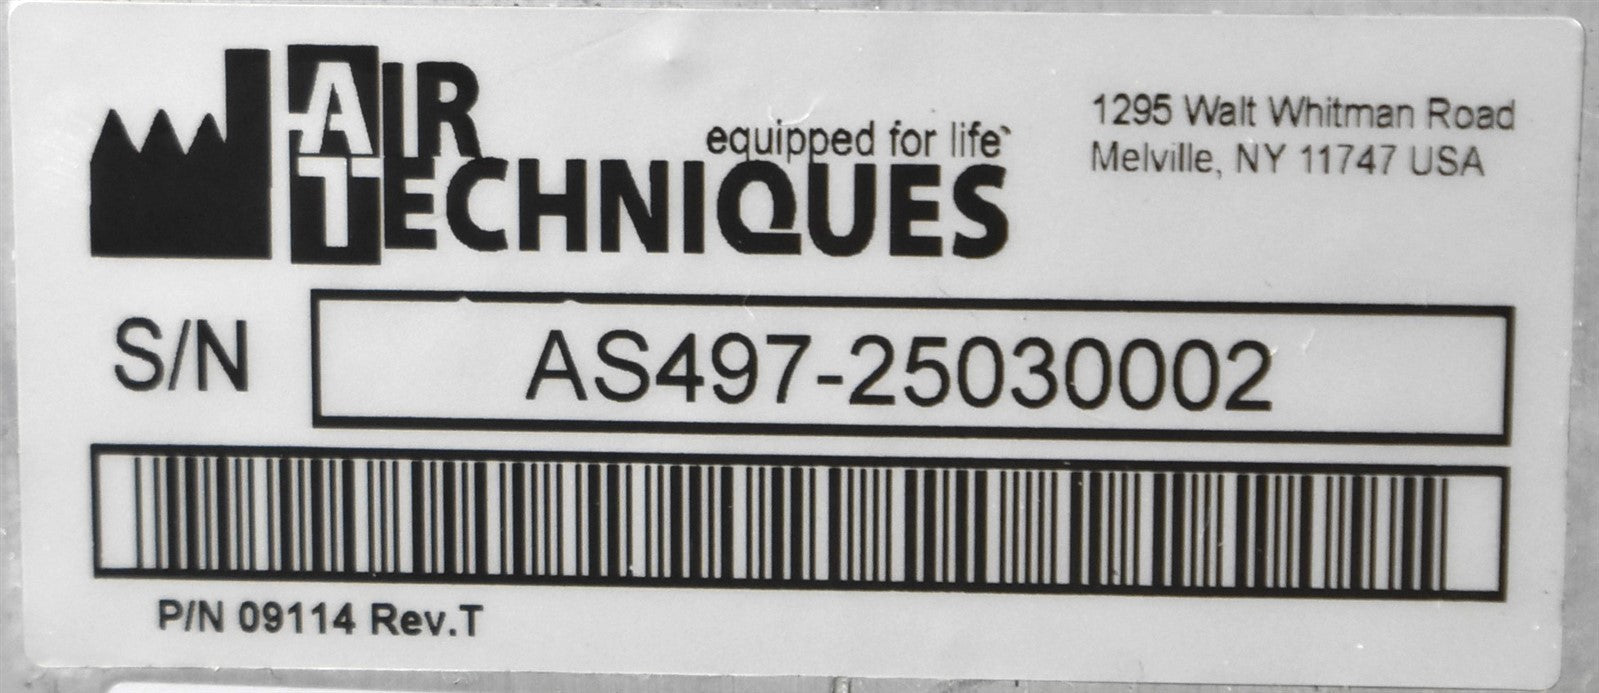 AIR
TECHNIQUES
equipped for life
1295 Walt Whitman Road
Melville, NY 11747 USA
S/N
AS497-25030002
P/N 09114 Rev.T